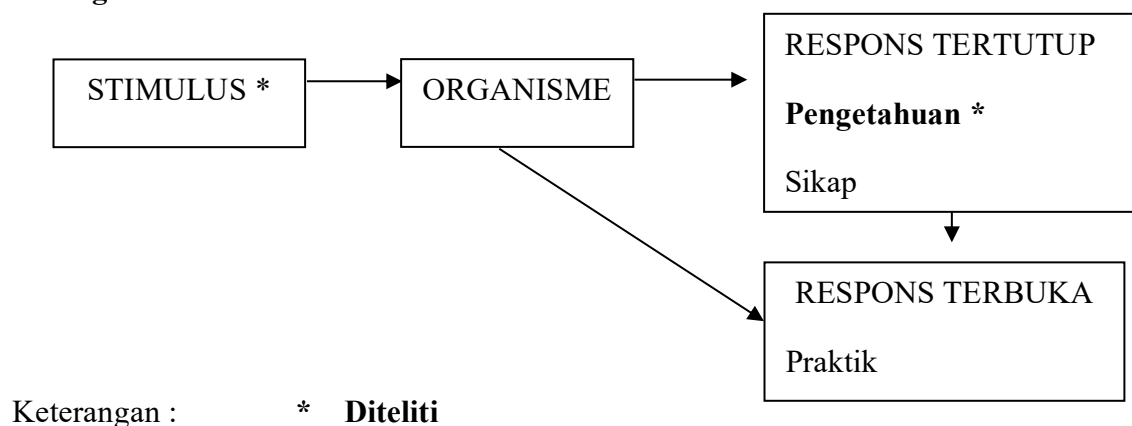 STIMULUS *
ORGANISME
RESPONS TERTUTUP
Pengetahuan *
Sikap
RESPONS TERBUKA
Praktik
Keterangan : * Diteliti